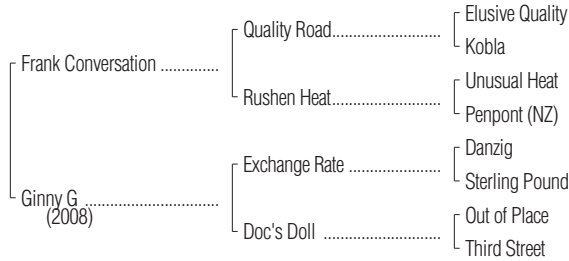 Elusive Quality
Quality Road
Kobla
Frank Conversation
Unusual Heat
Rushen Heat
Penpont (NZ)
Danzig
Exchange Rate
Sterling Pound
Ginny G
(2008)
Out of Place
Doc's Doll
Third Street